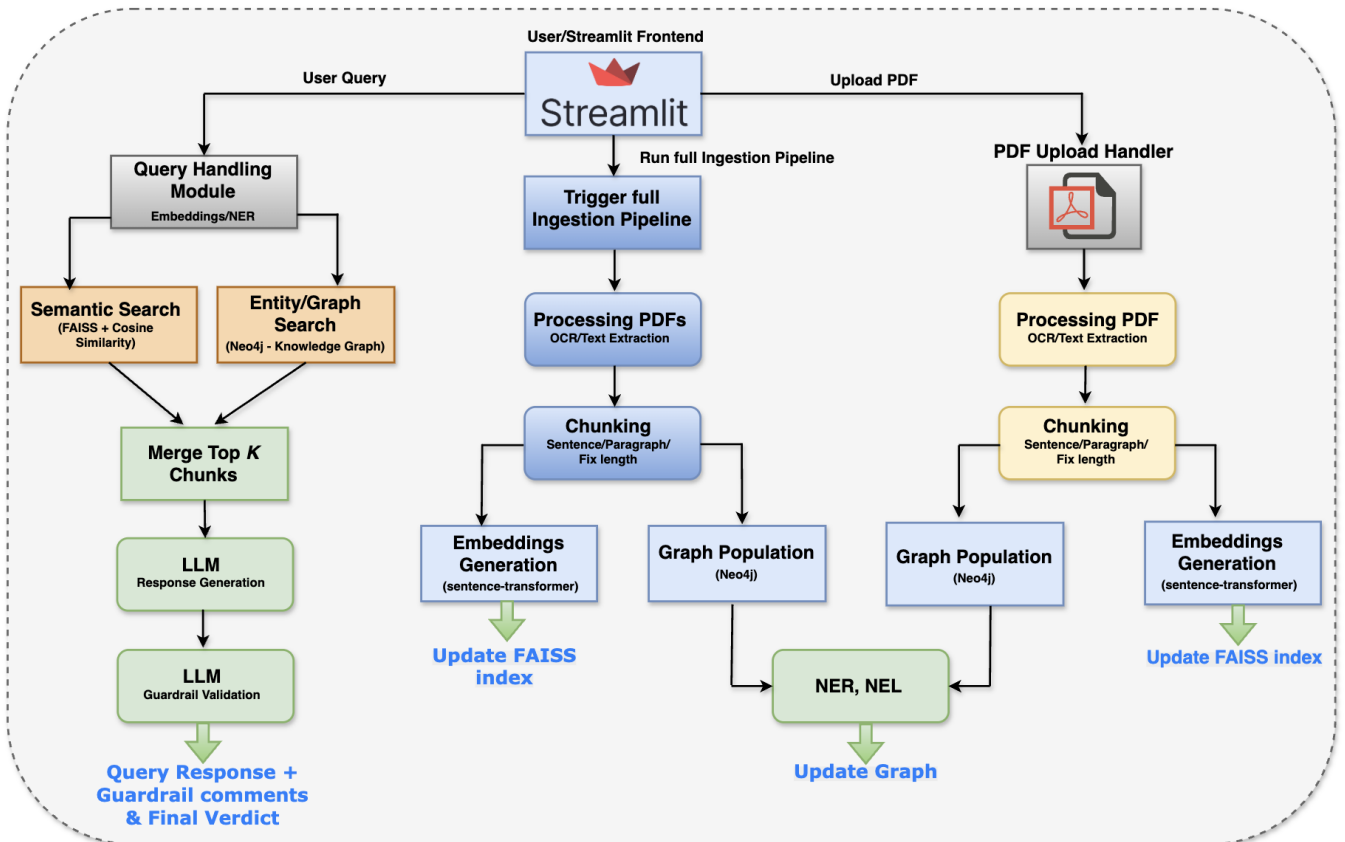 User/Streamlit Frontend
User Query
Streamlit
Upload PDF
Run full Ingestion Pipeline
Query Handling
Module
Embeddings/NER
Semantic Search
(FAISS + Cosine
Similarity)
Entity/Graph
Search
(Neo4j - Knowledge Graph)
Merge Top K
Chunks
LLM
Response Generation
LLM
Guardrail Validation
Query Response +
Guardrail comments
& Final Verdict
Trigger full
Ingestion Pipeline
Processing PDFs
OCR/Text Extraction
Chunking
Sentence/Paragraph/
Fix length
Embeddings
Generation
(sentence-transformer)
Update FAISS
index
Graph Population
(Neo4j)
PDF Upload Handler
Processing PDF
OCR/Text Extraction
Chunking
Sentence/Paragraph/
Fix length
Graph Population
(Neo4j)
Embeddings
Generation
(sentence-transformer)
Update FAISS index
NER, NEL
Update Graph